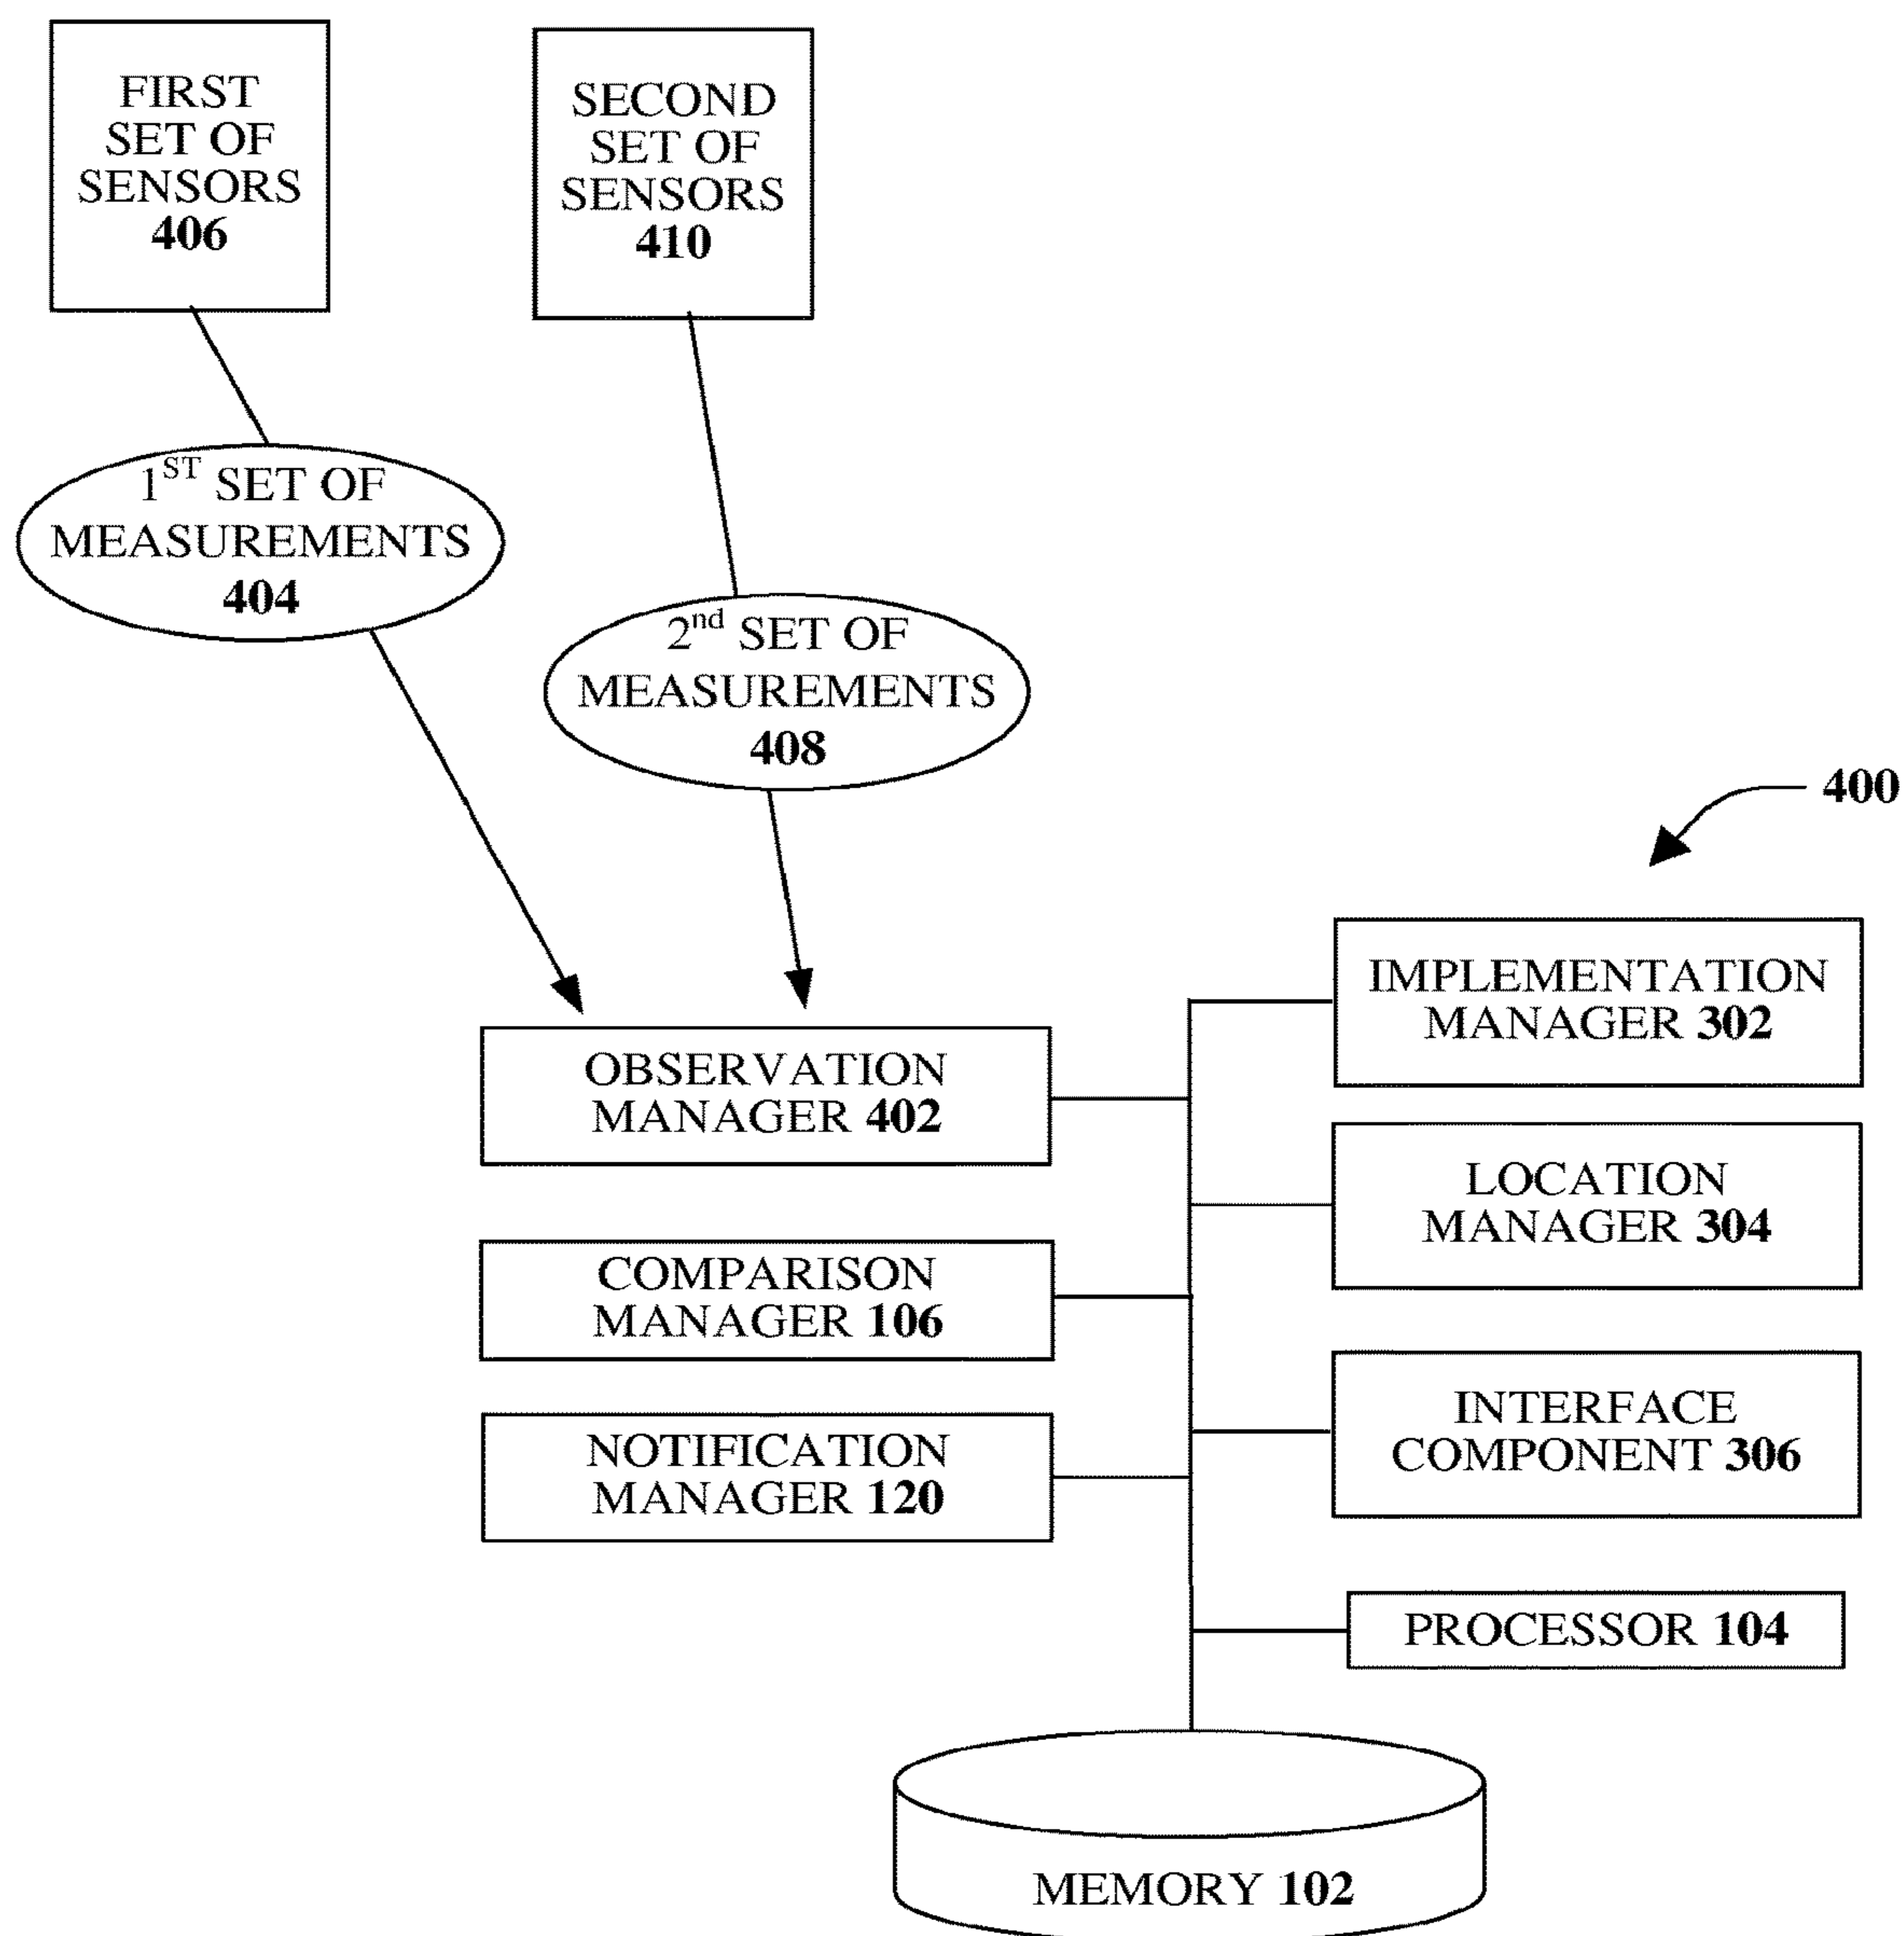 FIRST
SET OF
SENSORS
406
SECOND
SET OF
SENSORS
410
1ST SET OF
MEASUREMENTS
404
2nd SET OF
MEASUREMENTS
408
400
IMPLEMENTATION
MANAGER 302
OBSERVATION
MANAGER 402
LOCATION
MANAGER 304
COMPARISON
MANAGER 106
INTERFACE
COMPONENT 306
NOTIFICATION
MANAGER 120
PROCESSOR 104
MEMORY 102